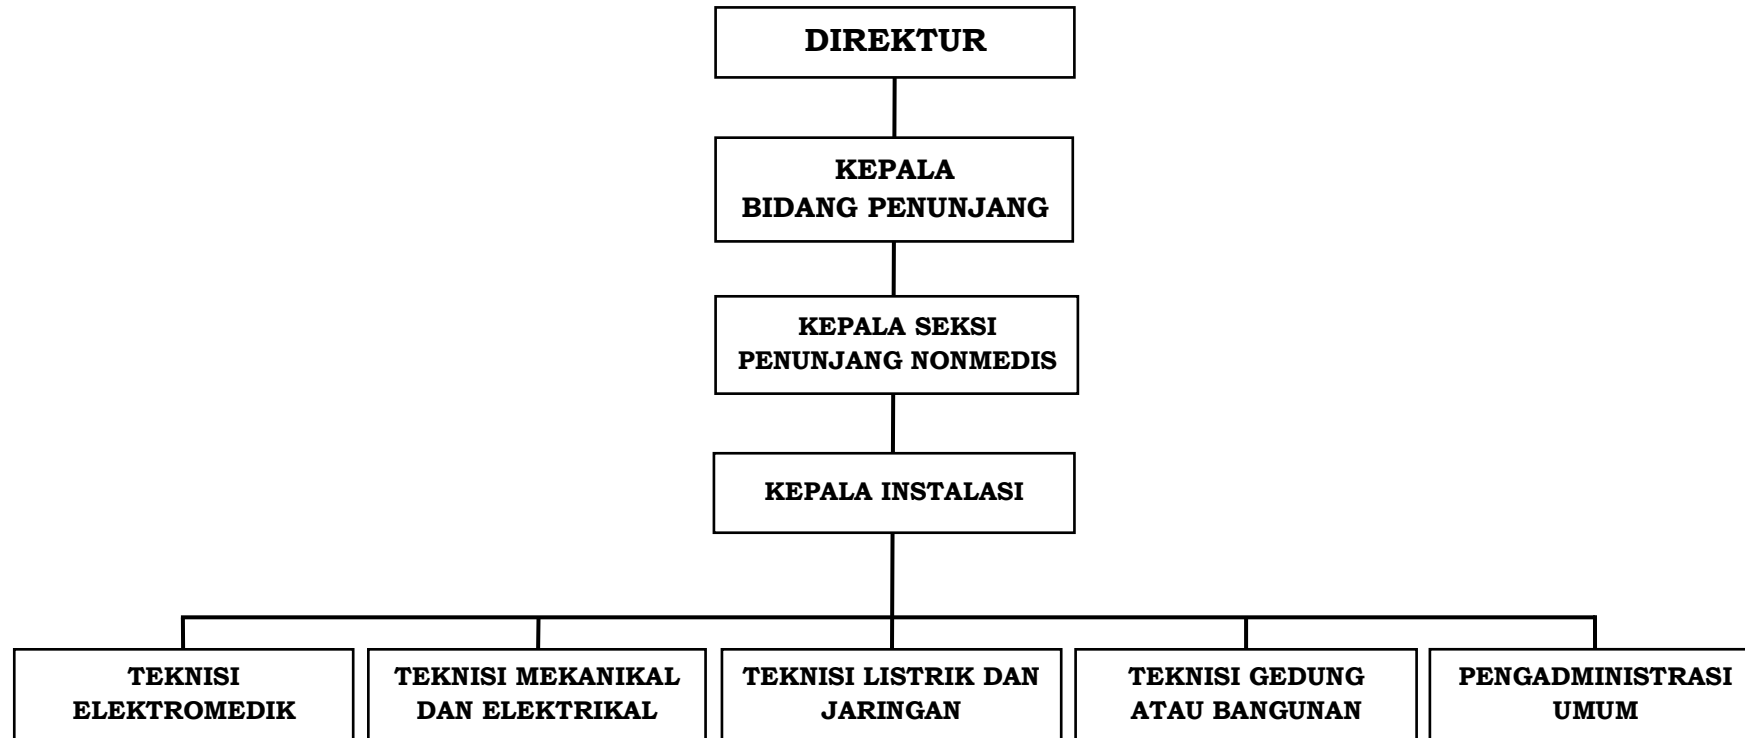 DIREKTUR
KEPALA
BIDANG PENUNJANG
KEPALA SEKSI
PENUNJANG NONMEDIS
KEPALA INSTALASI
TEKNISI
ELEKTROMEDIK
TEKNISI MEKANIKAL
DAN ELEKTRIKAL
TEKNISI LISTRIK DAN
JARINGAN
TEKNISI GEDUNG
ATAU BANGUNAN
PENGADMINISTRASI
UMUM